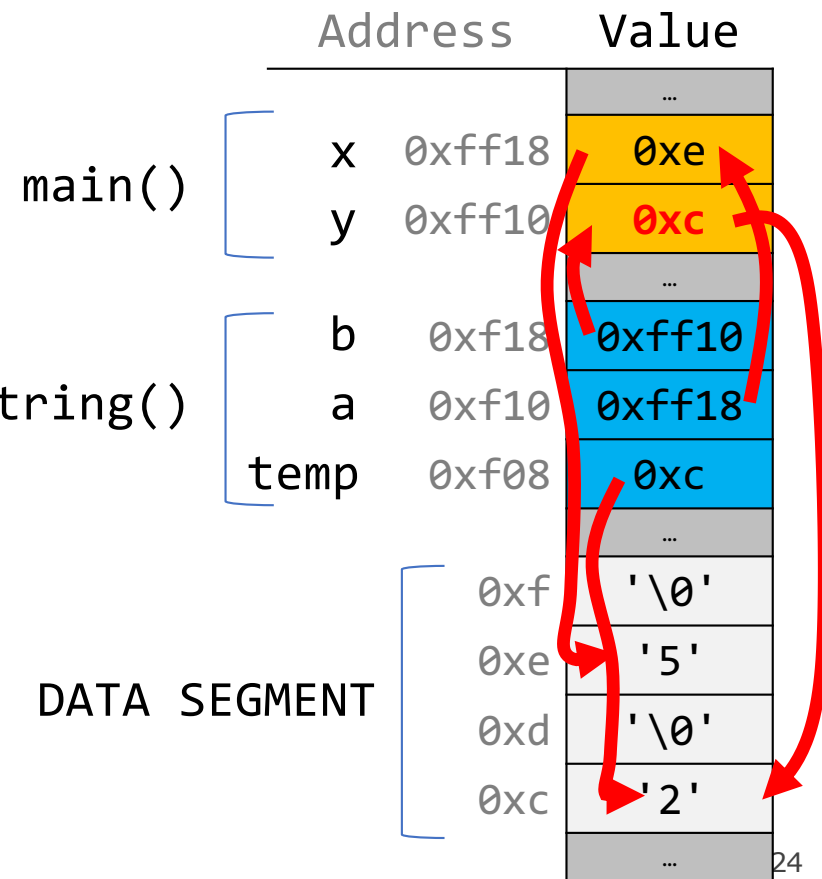 Address Value
…
x 0xff18 0xe
main()
y 0xff10 0xc
…
b 0xf18 0xff10
tring() a 0xf10 0xff18
temp 0xf08 0xc
…
0xf '\0'
0xe '5'
DATA SEGMENT
0xd '\0'
0xc '2'
… 24